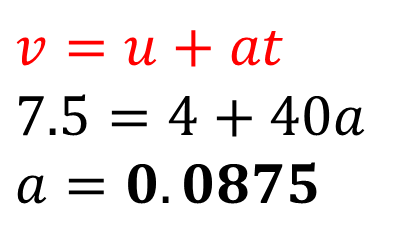 v = u + at
7.5 = 4 + 40a
a = 0.0875